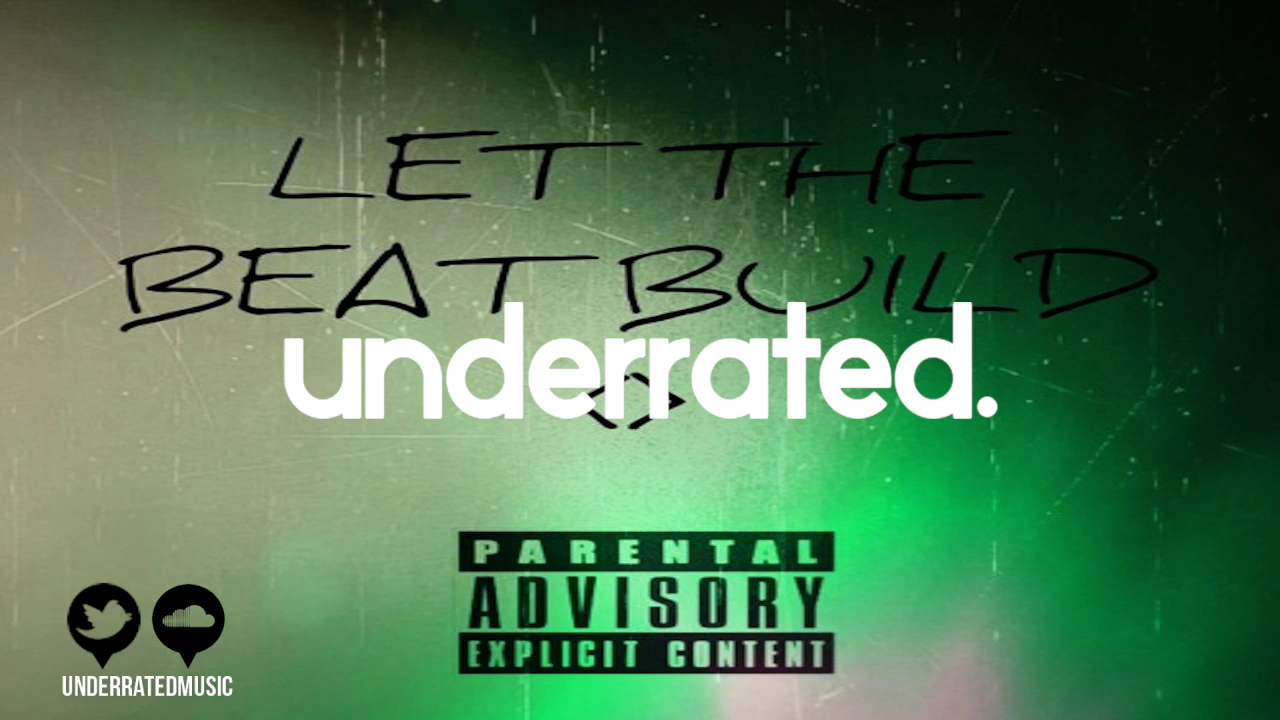 LET THE
BEAT BUILD
underrated.
PARENTAL
ADVISORY
EXPLICIT CONTENT
UNDERRATEDMUSIC